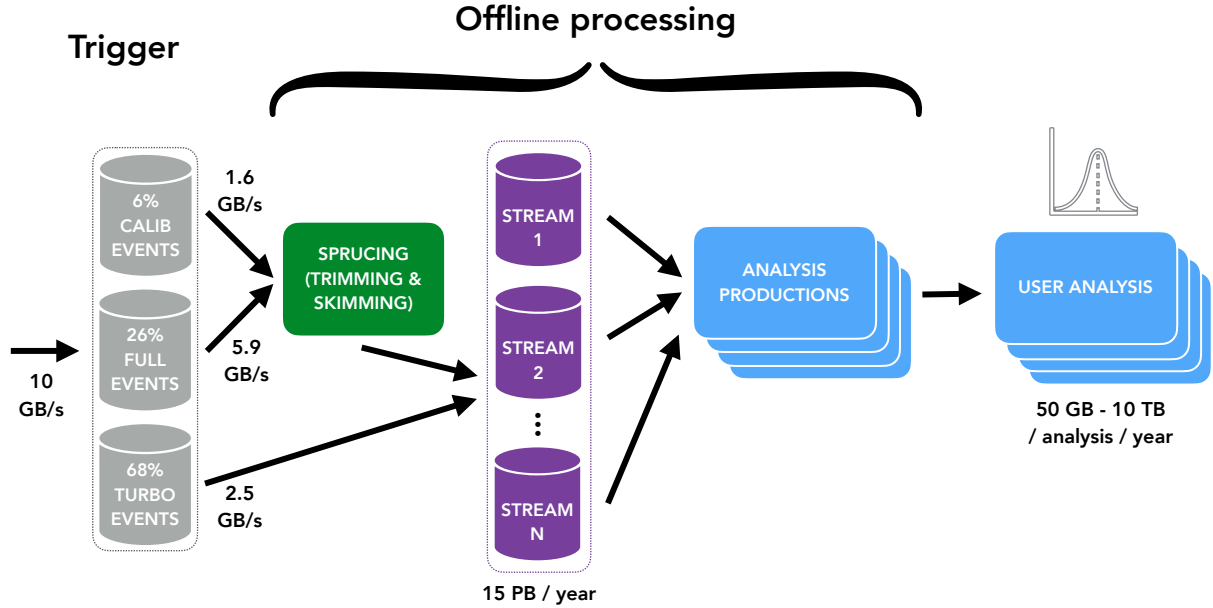 Offline processing
Trigger
10
GB/s
6%
CALIB
EVENTS
26%
FULL
EVENTS
68%
TURBO
EVENTS
1.6
GB/s
5.9
GB/s
2.5
GB/s
SPRUCING
(TRIMMING &
SKIMMING)
STREAM
1
STREAM
2
STREAM
N
15 PB / year
ANALYSIS
PRODUCTIONS
USER ANALYSIS
50 GB - 10 TB
/ analysis / year